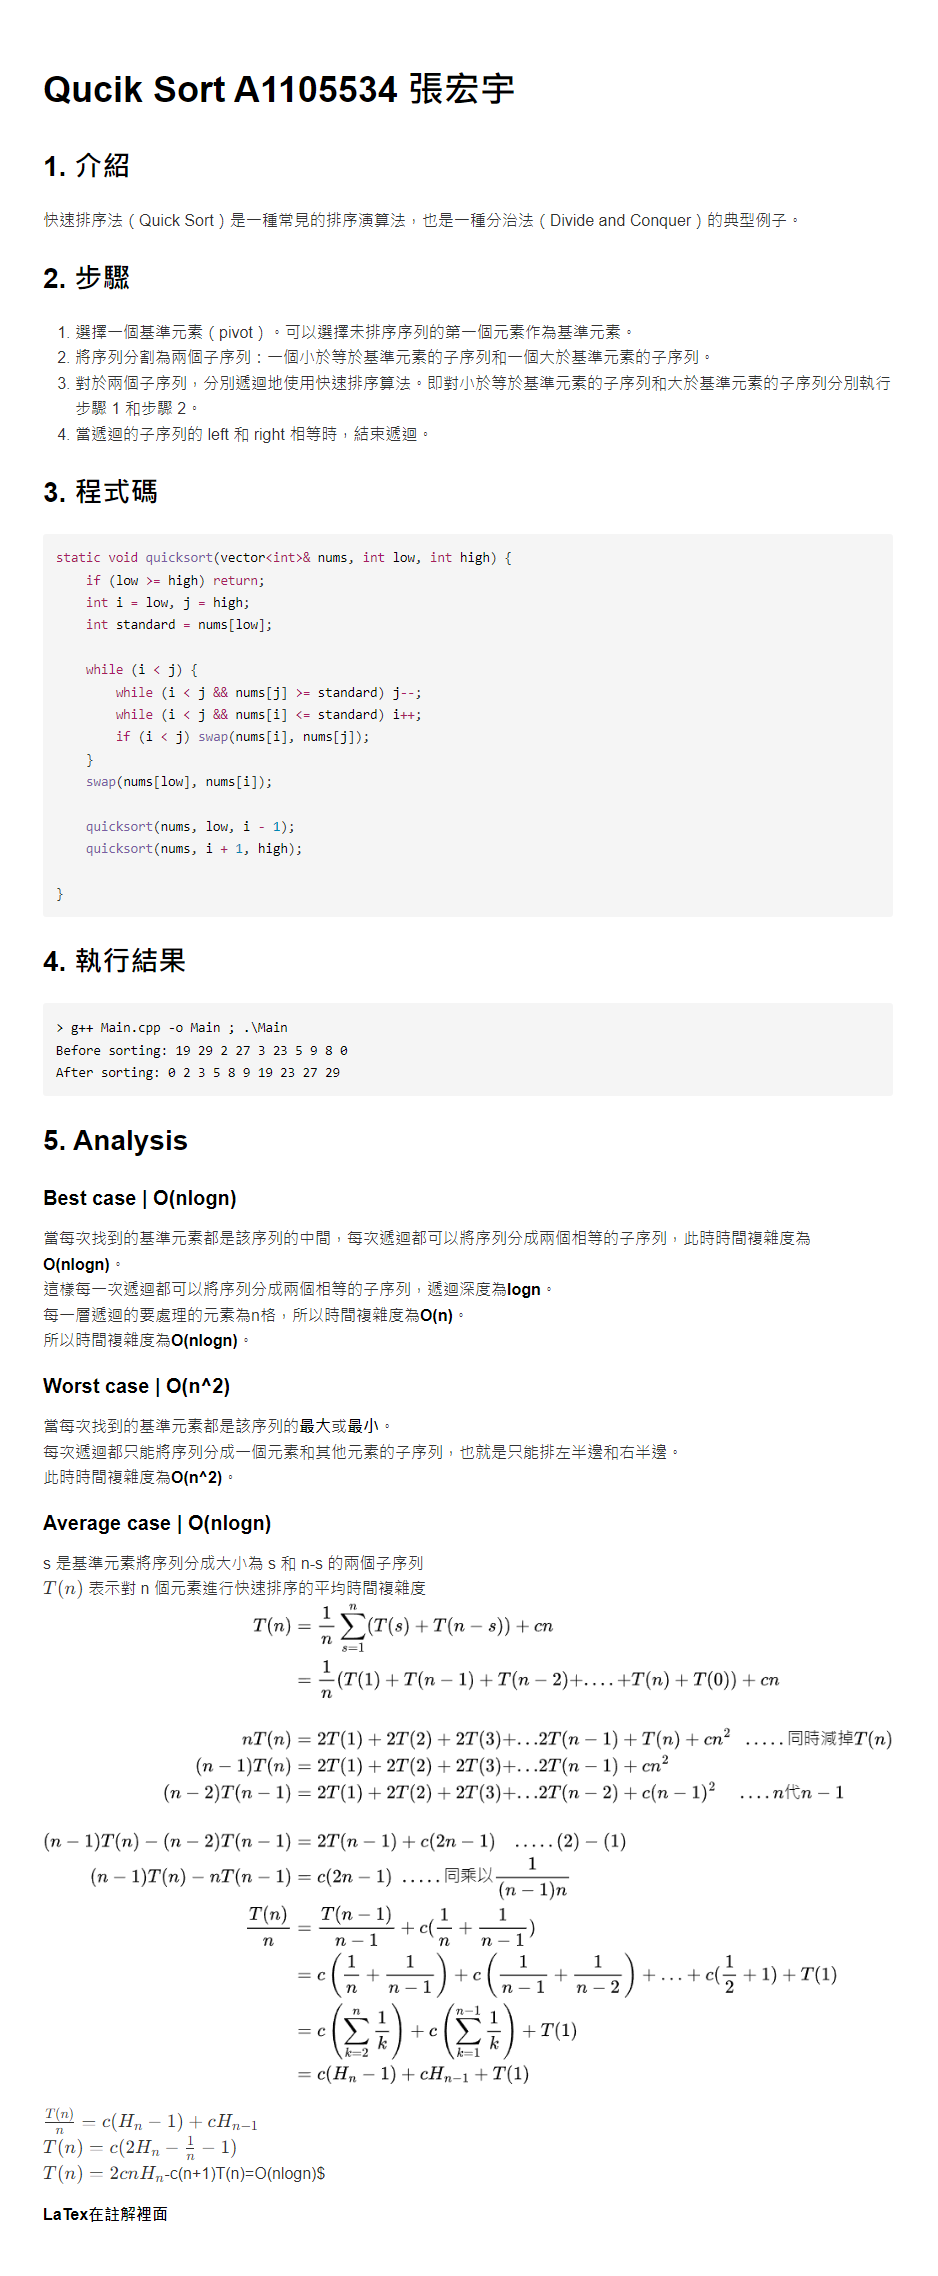 Qucik Sort A1105534 張宏宇
1. 介紹
快速排序法（Quick Sort）是一種常見的排序演算法，也是一種分治法（Divide and Conquer）的典型例子。
2. 步驟
1. 選擇一個基準元素（pivot）。可以選擇未排序序列的第一個元素作為基準元素。
2. 將序列分割為兩個子序列：一個小於等於基準元素的子序列和一個大於基準元素的子序列。
3. 對於兩個子序列，分別遞迴地使用快速排序算法。即對小於等於基準元素的子序列和大於基準元素的子序列分別執行
步驟 1 和步驟 2。
4. 當遞迴的子序列的 left 和 right 相等時，結束遞迴。
3. 程式碼
static void quicksort(vector<int>& nums, int low, int high) {
    if (low >= high) return;
    int i = low, j = high;
    int standard = nums[low];
    while (i < j) {
        while (i < j && nums[j] >= standard) j--;
        while (i < j && nums[i] <= standard) i++;
        if (i < j) swap(nums[i], nums[j]);
    }
    swap(nums[low], nums[i]);
    quicksort(nums, low, i - 1);
    quicksort(nums, i + 1, high);
}
4. 執行結果
> g++ Main.cpp -o Main ; .\Main
Before sorting: 19 29 2 27 3 23 5 9 8 0
After sorting: 0 2 3 5 8 9 19 23 27 29
5. Analysis
Best case | O(nlogn)
當每次找到的基準元素都是該序列的中間，每次遞迴都可以將序列分成兩個相等的子序列，此時時間複雜度為
O(nlogn)。
這樣每一次遞迴都可以將序列分成兩個相等的子序列，遞迴深度為logn。
每一層遞迴的要處理的元素為n格，所以時間複雜度為O(n)。
所以時間複雜度為O(nlogn)。
Worst case | O(n^2)
當每次找到的基準元素都是該序列的最大或最小。
每次遞迴都只能將序列分成一個元素和其他元素的子序列，也就是只能排左半邊和右半邊。
此時時間複雜度為O(n^2)。
Average case | O(nlogn)
s 是基準元素將序列分成大小為 s 和 n-s 的兩個子序列
T(n) 表示對 n 個元素進行快速排序的平均時間複雜度
T(n) = \frac{1}{n} \sum_{s=1}^{n} (T(s) + T(n − s)) + cn
= \frac{1}{n} (T(1) + T(n − 1) + T(n − 2)+....+T(n) + T(0)) + cn
nT(n) = 2T(1) + 2T(2) + 2T(3)+...2T(n − 1) + T(n) + cn^2 .....同時減掉T(n)
(n − 1)T(n) = 2T(1) + 2T(2) + 2T(3)+...2T(n − 1) + cn^2
(n − 2)T(n − 1) = 2T(1) + 2T(2) + 2T(3)+...2T(n − 2) + c(n − 1)^2 ....n代n − 1
(n − 1)T(n) − (n − 2)T(n − 1) = 2T(n − 1) + c(2n − 1) .....(2) − (1)
(n − 1)T(n) − nT(n − 1) = c(2n − 1) .....同乘以\frac{1}{(n − 1)n}
\frac{T(n)}{n} = \frac{T(n − 1)}{n − 1} + c(\frac{1}{n} + \frac{1}{n − 1})
= c(\frac{1}{n} + \frac{1}{n − 1}) + c(\frac{1}{n − 1} + \frac{1}{n − 2}) + ... + c(\frac{1}{2} + 1) + T(1)
= c(\sum_{k=2}^{n} \frac{1}{k}) + c(\sum_{k=1}^{n−1} \frac{1}{k}) + T(1)
= c(H_n − 1) + cH_{n−1} + T(1)
\frac{T(n)}{n} = c(H_n − 1) + cH_{n−1}
T(n) = c(2H_n − \frac{1}{n} − 1)
T(n) = 2cnH_n-c(n+1)T(n)=O(nlogn)$
LaTex在註解裡面